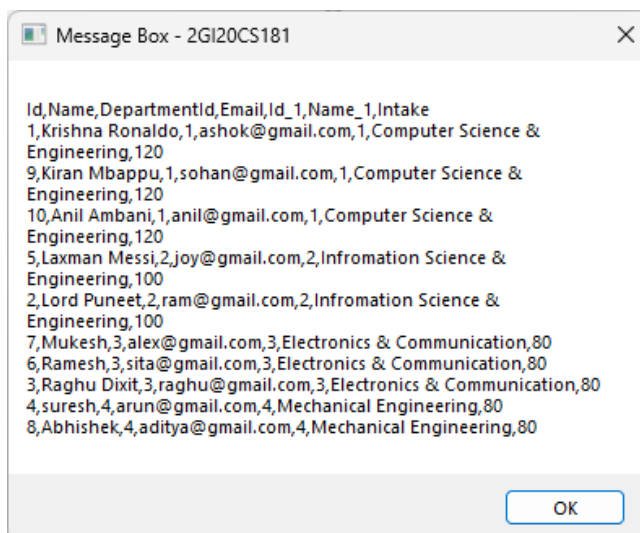 Message Box - 2GI20CS181
Id,Name,DepartmentId,Email,Id_1,Name_1,Intake
1,Krishna Ronaldo,1,ashok@gmail.com,1,Computer Science &
Engineering,120
9,Kiran Mbappu,1,sohan@gmail.com,1,Computer Science &
Engineering,120
10,Anil Ambani,1,anil@gmail.com,1,Computer Science &
Engineering,120
5,Laxman Messi,2,joy@gmail.com,2,Infromation Science &
Engineering,100
2,Lord Puneet,2,ram@gmail.com,2,Infromation Science &
Engineering,100
7,Mukesh,3,alex@gmail.com,3,Electronics & Communication,80
6,Ramesh,3,sita@gmail.com,3,Electronics & Communication,80
3,Raghu Dixit,3,raghu@gmail.com,3,Electronics & Communication,80
4,suresh,4,arun@gmail.com,4,Mechanical Engineering,80
8,Abhishek,4,aditya@gmail.com,4,Mechanical Engineering,80
OK